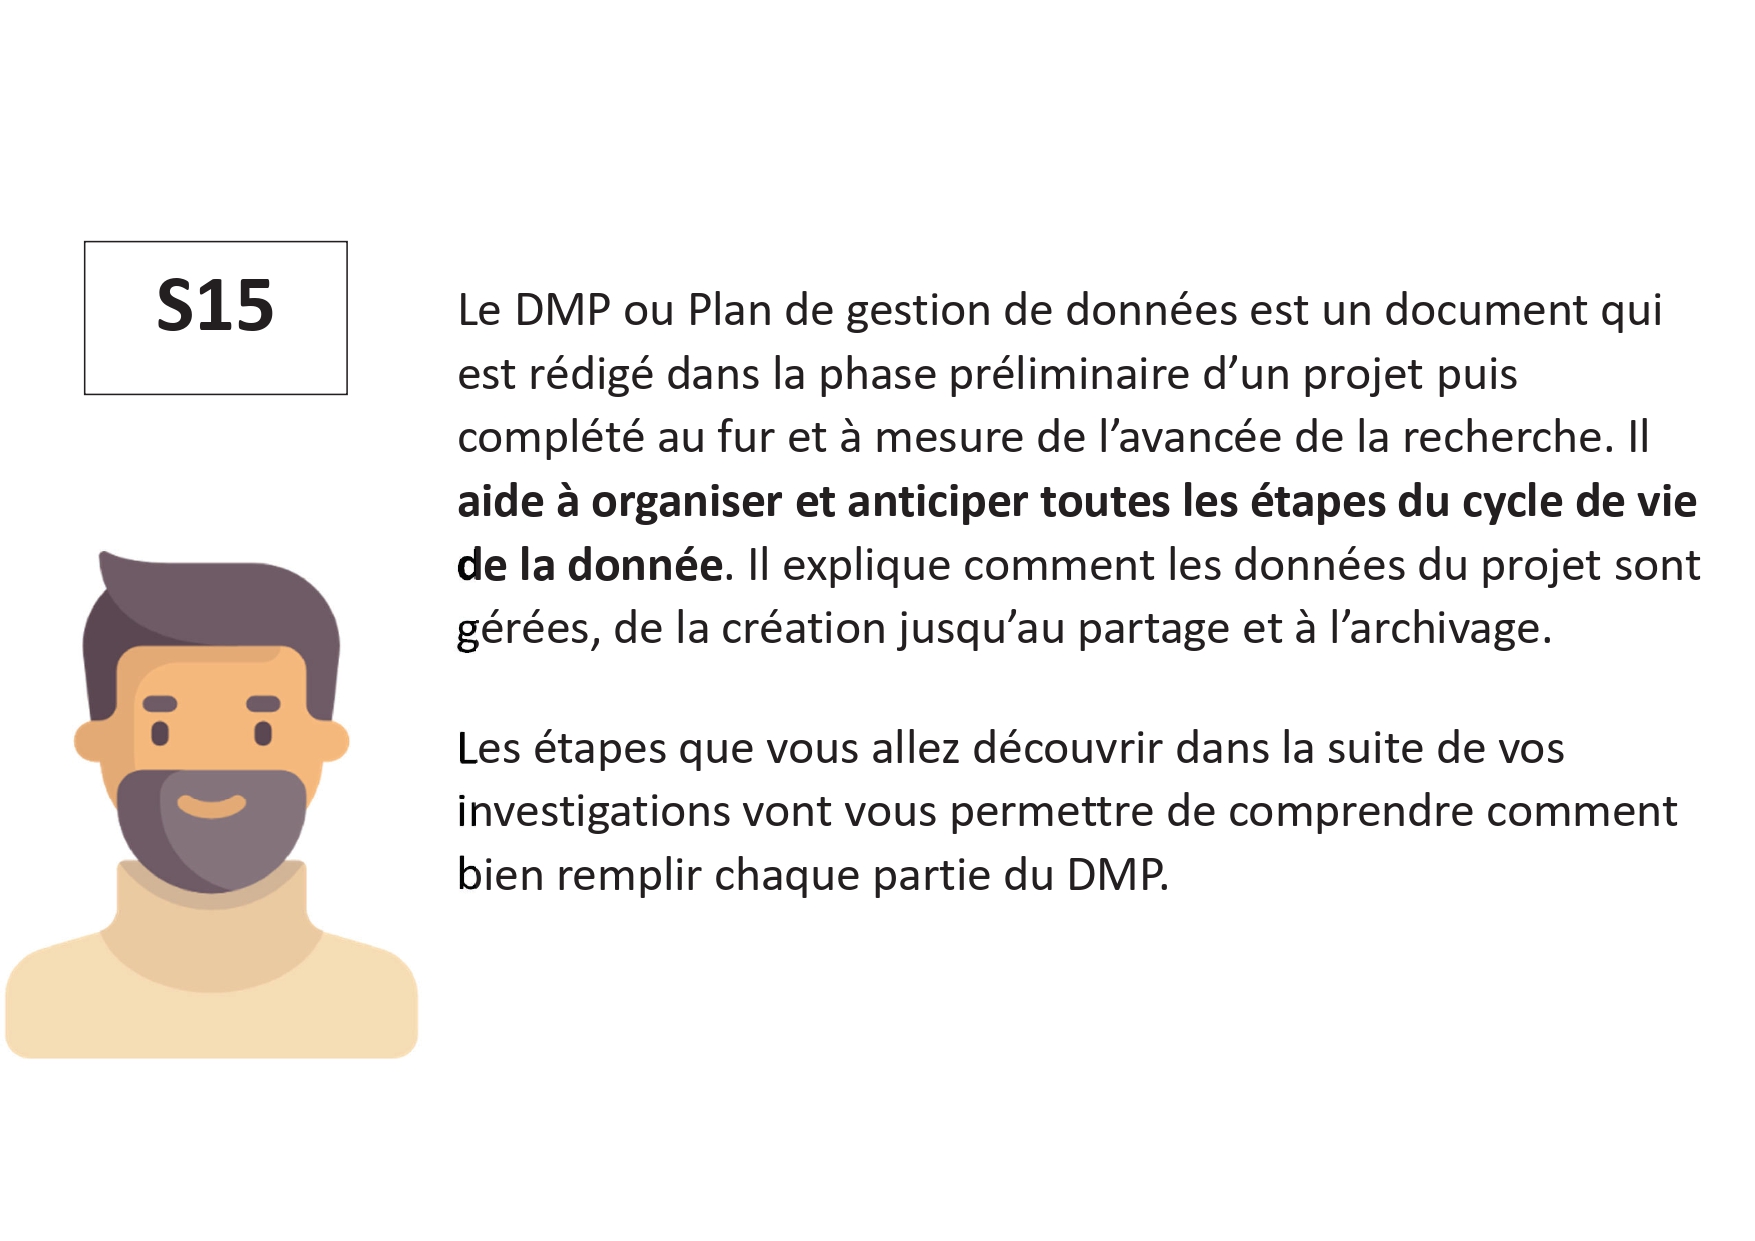 S15
Le DMP ou Plan de gestion de données est un document qui
est rédigé dans la phase préliminaire d’un projet puis
complété au fur et à mesure de l’avancée de la recherche. Il
aide à organiser et anticiper toutes les étapes du cycle de vie
de la donnée. Il explique comment les données du projet sont
gérées, de la création jusqu’au partage et à l’archivage.
Les étapes que vous allez découvrir dans la suite de vos
investigations vont vous permettre de comprendre comment
bien remplir chaque partie du DMP.